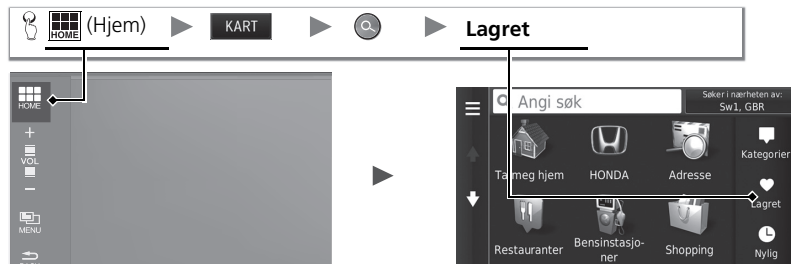 HOME (Hjem) KART Lagret
HOME
+
VOL
−
MENU
Angi søk
Søker i nærheten av:
Sw1, GBR
Kategorier
Ta meg hjem HONDA Adresse
Lagret
Restauranter Bensinstasjo-
ner Shopping
Nylig